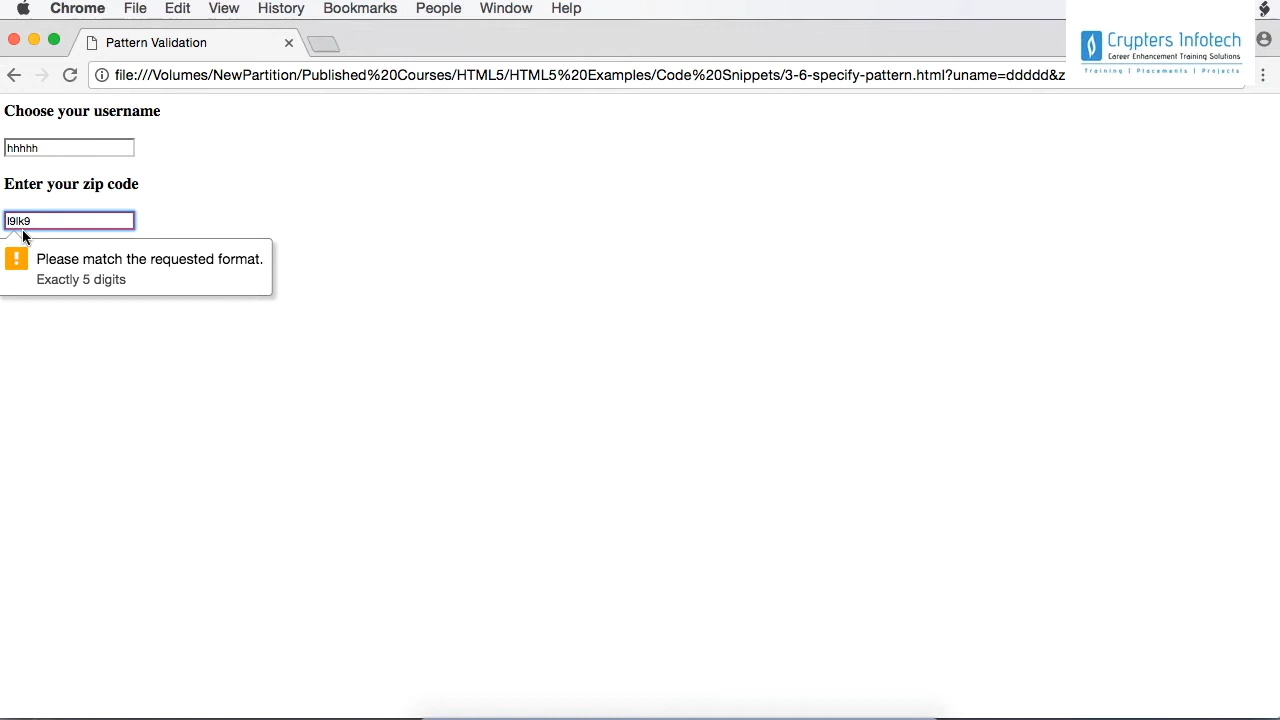 Chrome File Edit View History Bookmarks People Window Help
Pattern Validation
file:///Volumes/NewPartition/Published%20Courses/HTML5/HTML5%20Examples/Code%20Snippets/3-6-specify-pattern.html?uname=ddddd&z
Crypters Infotech
Career Enhancement Training Solutions
Training | Placements | Projects
Choose your username
hhhhh
Enter your zip code
l9lk9
Please match the requested format.
Exactly 5 digits